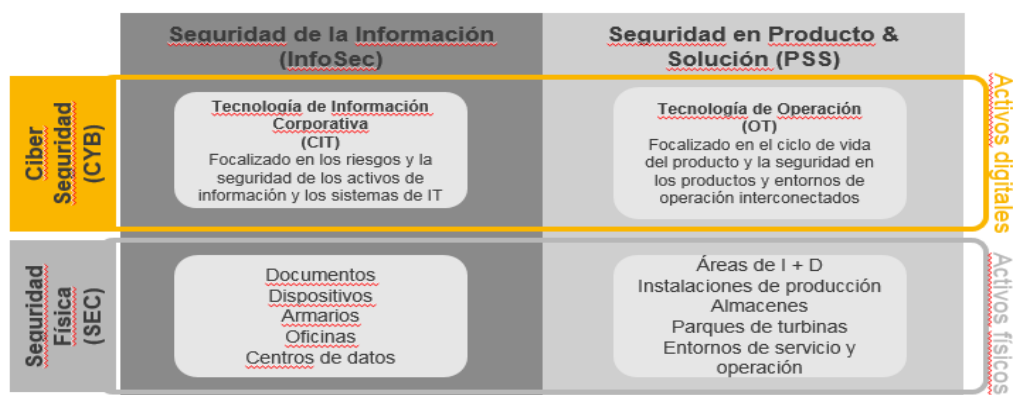 Seguridad de la Información
(InfoSec)
Seguridad en Producto &
Solución (PSS)
Ciber
Seguridad
(CYB)
Tecnología de Información
Corporativa
(CIT)
Focalizado en los riesgos y la
seguridad de los activos de
información y los sistemas de IT
Tecnología de Operación
(OT)
Focalizado en el ciclo de vida
del producto y la seguridad en
los productos y entornos de
operación interconectados
Activos digitales
Seguridad
Física
(SEC)
Documentos
Dispositivos
Armarios
Oficinas
Centros de datos
Áreas de I + D
Instalaciones de producción
Almacenes
Parques de turbinas
Entornos de servicio y
operación
Activos físicos